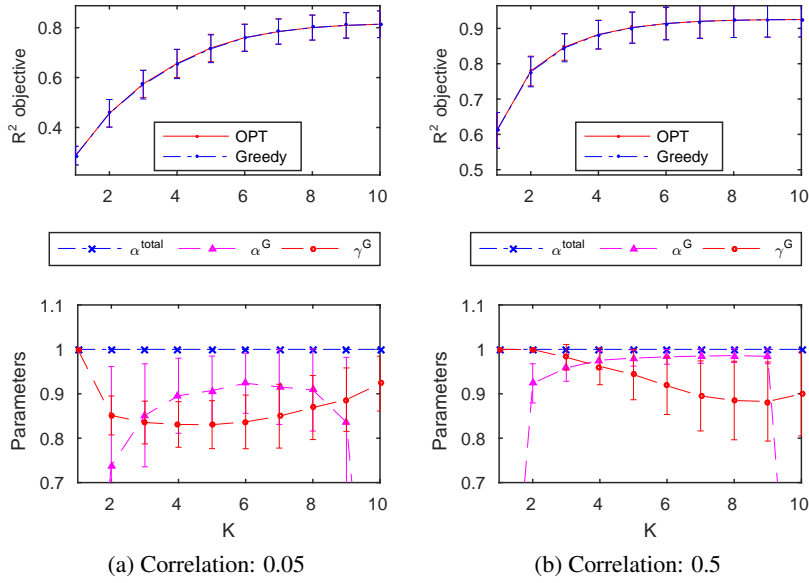 0.8
0.6
0.4
R² objective
OPT
Greedy
2 4 6 8 10
0.9
0.8
0.7
0.6
0.5
R² objective
OPT
Greedy
2 4 6 8 10
α^total α^G γ^G
α^total α^G γ^G
1.1
1
0.9
0.8
0.7
Parameters
2 4 6 8 10
K
1.1
1
0.9
0.8
0.7
Parameters
2 4 6 8 10
K
(a) Correlation: 0.05
(b) Correlation: 0.5